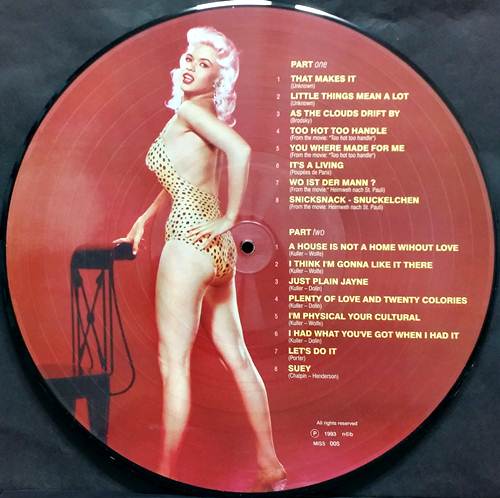 PART one
1 THAT MAKES IT
(Unknown)
2 LITTLE THINGS MEAN A LOT
(Unknown)
3 AS THE CLOUDS DRIFT BY
(Brodsky)
4 TOO HOT TOO HANDLE
(From the movie: "Too hot too handle")
5 YOU WHERE MADE FOR ME
(From the movie: "Too hot too handle")
6 IT'S A LIVING
(Poupées de Paris)
7 WO IST DER MANN ?
(From the movie: Heimweh nach St. Pauli)
8 SNICKSNACK - SNUCKELCHEN
(From the movie: Heimweh nach St. Pauli)
PART two
1 A HOUSE IS NOT A HOME WIHOUT LOVE
(Kuller – Wolfe)
2 I THINK I'M GONNA LIKE IT THERE
(Kuller – Wolfe)
3 JUST PLAIN JAYNE
(Kuller – Dolin)
4 PLENTY OF LOVE AND TWENTY COLORIES
(Kuller – Dolin)
5 I'M PHYSICAL YOUR CULTURAL
(Kuller – Wolfe)
6 I HAD WHAT YOU'VE GOT WHEN I HAD IT
(Kuller – Dolin)
7 LET'S DO IT
(Porter)
8 SUEY
(Chalpin – Henderson)
All rights reserved
Ⓟ 1993 n©b
MISS 005